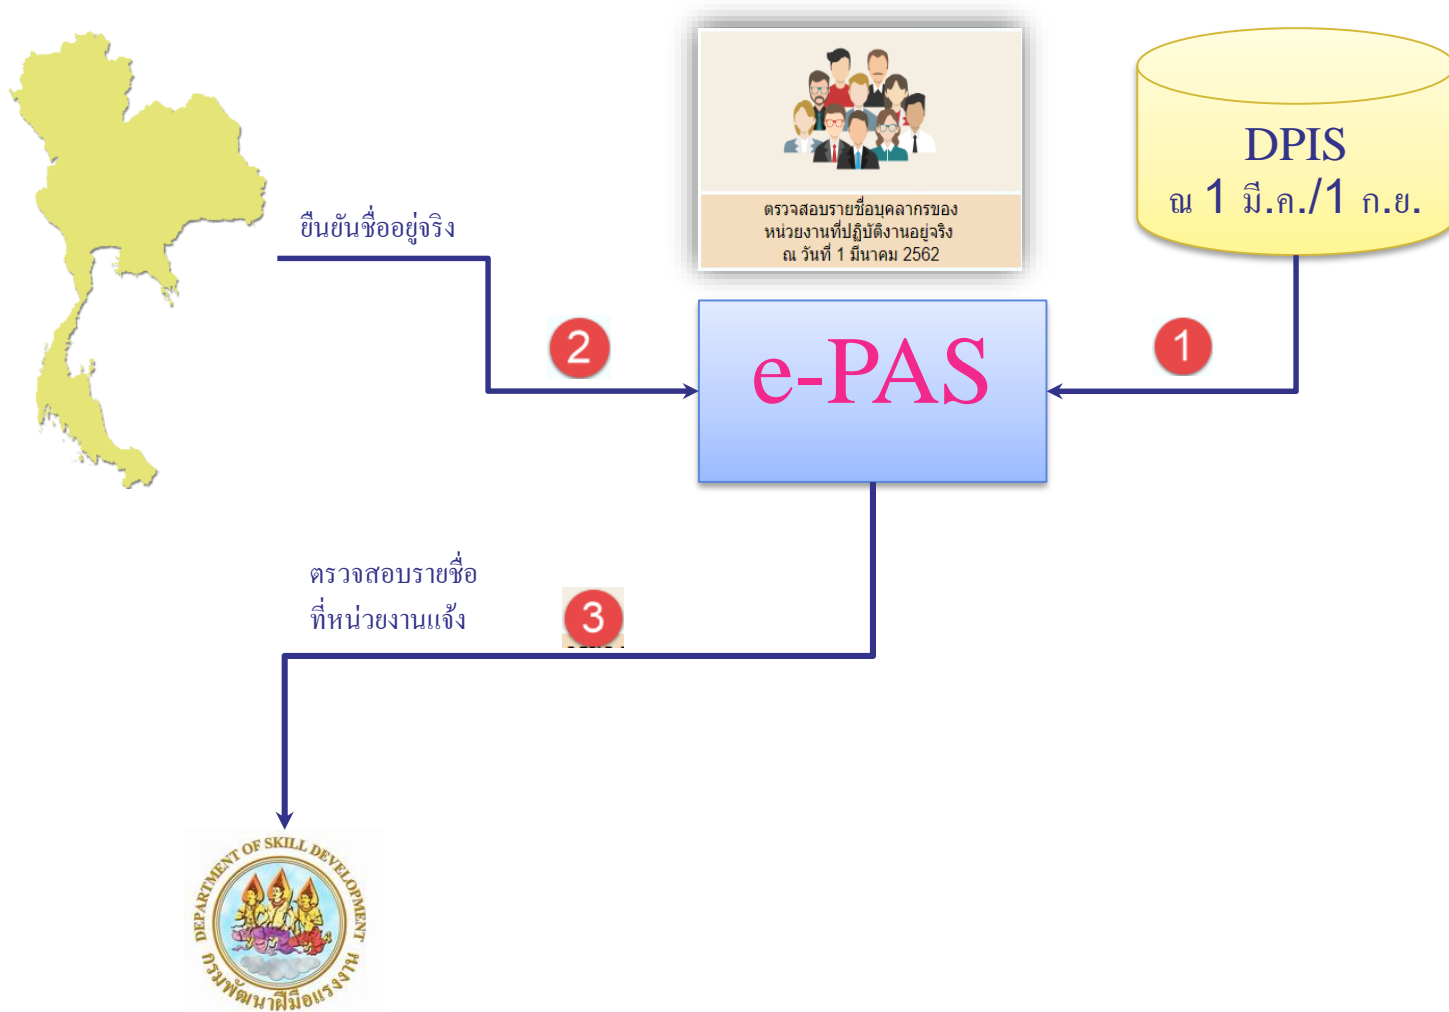 ตรวจสอบรายชื่อบุคลากรของ
หน่วยงานที่ปฏิบัติงานอยู่จริง
ณ วันที่ 1 มีนาคม 2562
DPIS
ณ 1 มี.ค./1 ก.ย.
ยืนยันชื่ออยู่จริง
2
e-PAS
1
ตรวจสอบรายชื่อ
ที่หน่วยงานแจ้ง
3
DEPARTMENT OF SKILL DEVELOPMENT
กรมพัฒนาฝีมือแรงงาน